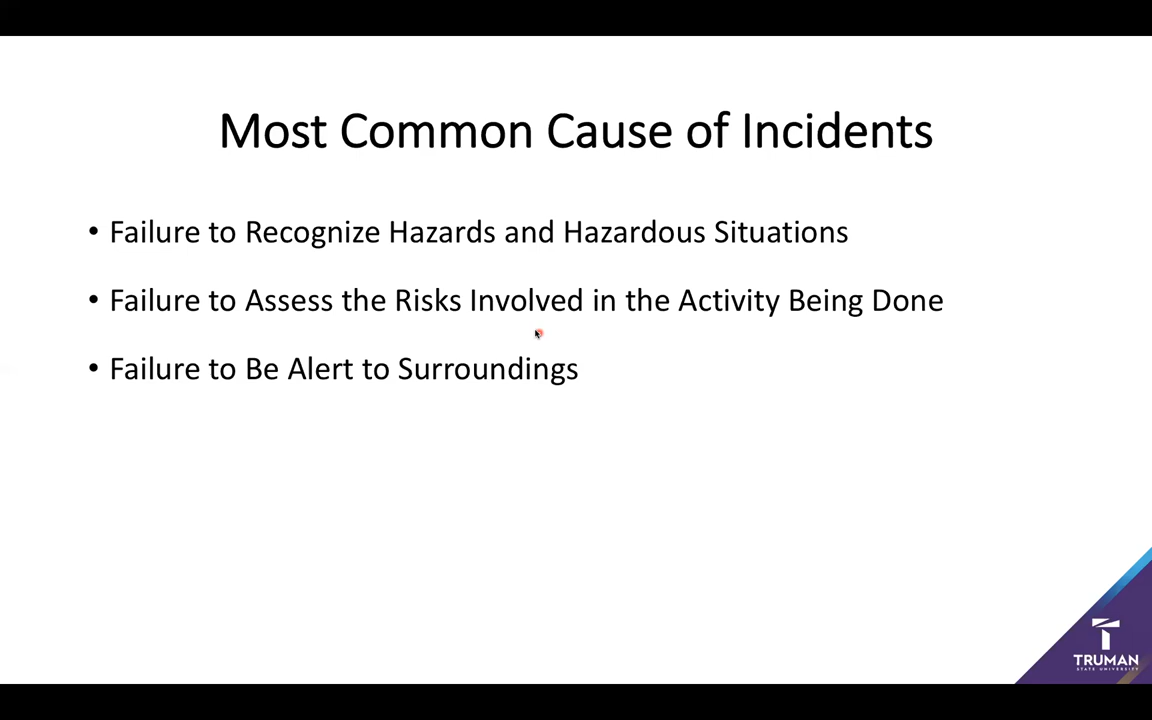 Most Common Cause of Incidents
• Failure to Recognize Hazards and Hazardous Situations
• Failure to Assess the Risks Involved in the Activity Being Done
• Failure to Be Alert to Surroundings
TRUMAN
STATE UNIVERSITY